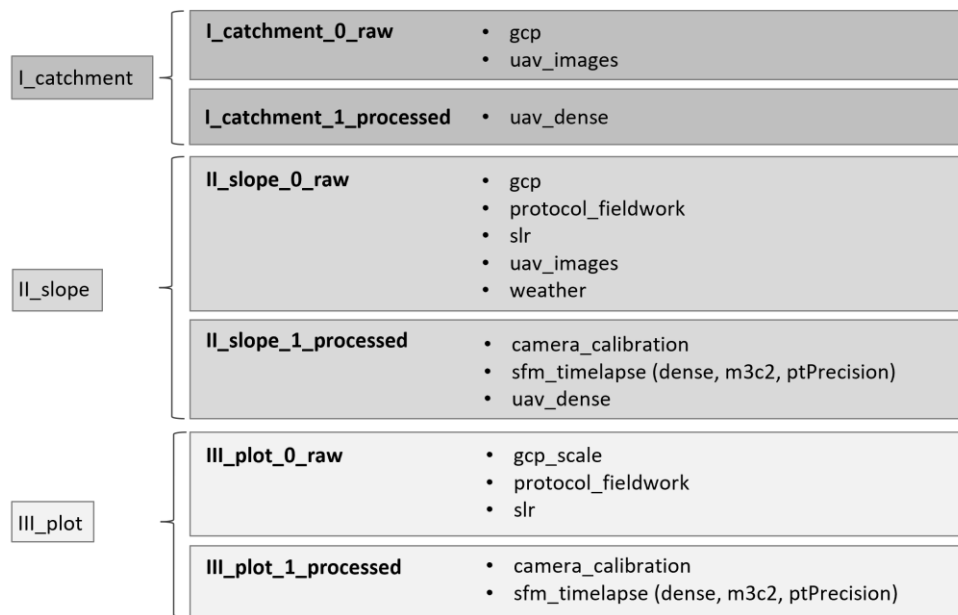 I_catchment
I_catchment_0_raw
• gcp
• uav_images
I_catchment_1_processed
• uav_dense
II_slope
II_slope_0_raw
• gcp
• protocol_fieldwork
• slr
• uav_images
• weather
II_slope_1_processed
• camera_calibration
• sfm_timelapse (dense, m3c2, ptPrecision)
• uav_dense
III_plot
III_plot_0_raw
• gcp_scale
• protocol_fieldwork
• slr
III_plot_1_processed
• camera_calibration
• sfm_timelapse (dense, m3c2, ptPrecision)